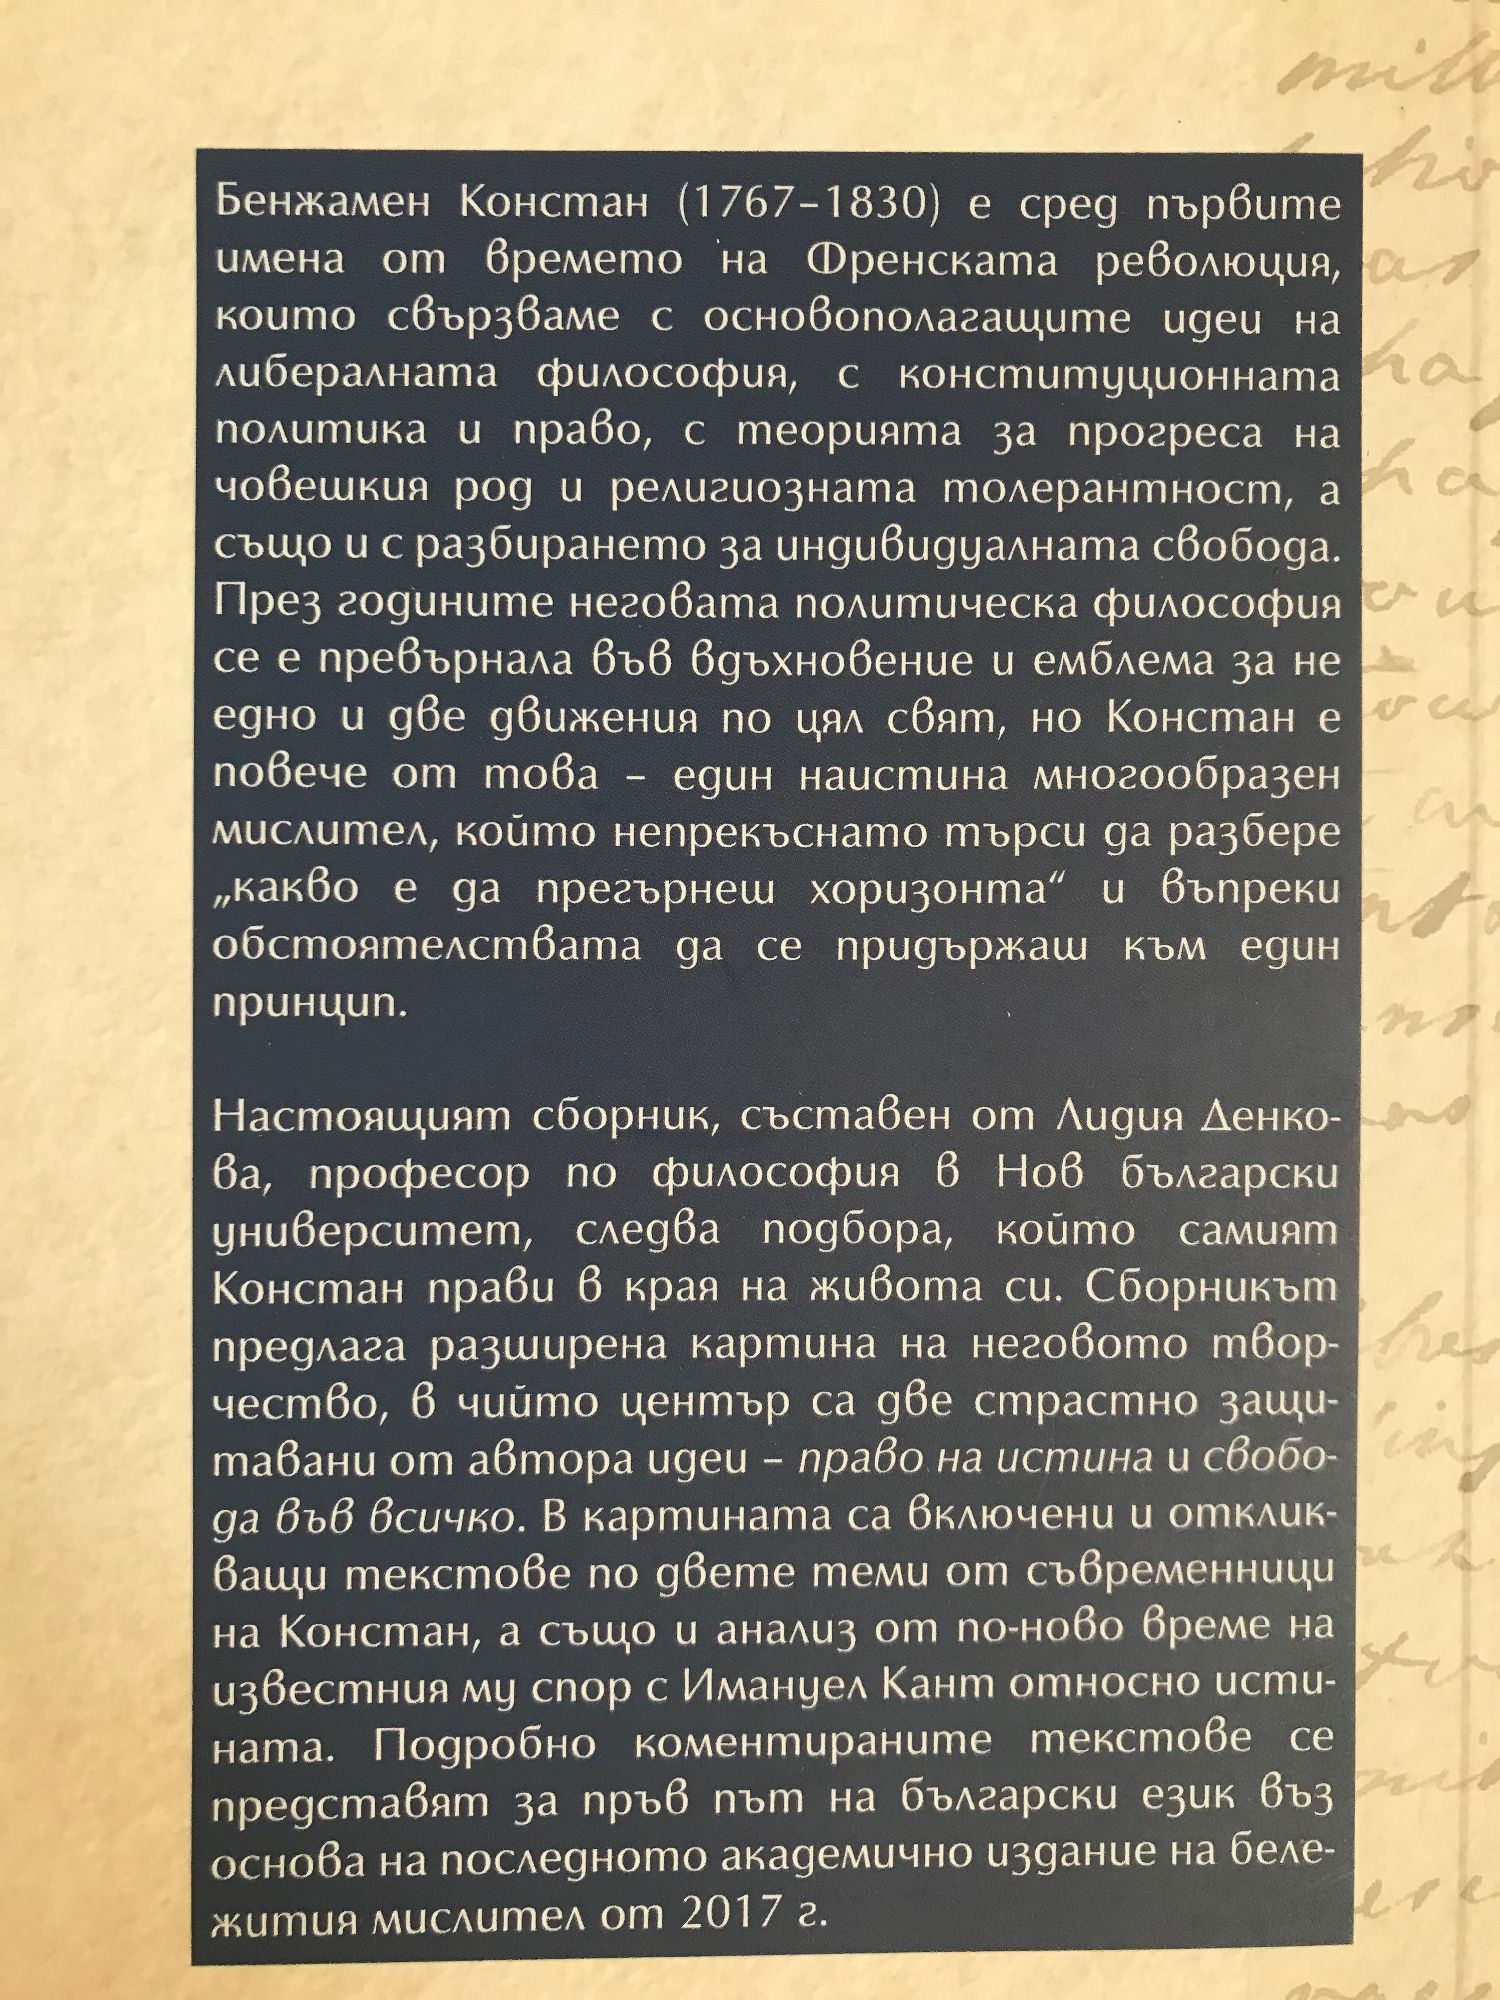 Бенжамен Констан (1767–1830) е сред първите
имена от времето на Френската революция,
които свързваме с основополагащите идеи на
либералната философия, с конституционната
политика и право, с теорията за прогреса на
човешкия род и религиозната толерантност, а
също и с разбирането за индивидуалната свобода.
През годините неговата политическа философия
се е превърнала във вдъхновение и емблема за не
едно и две движения по цял свят, но Констан е
повече от това – един наистина многообразен
мислител, който непрекъснато търси да разбере
„какво е да прегърнеш хоризонта“ и въпреки
обстоятелствата да се придържаш към един
принцип.
Настоящият сборник, съставен от Лидия Денко-
ва, професор по философия в Нов български
университет, следва подбора, който самият
Констан прави в края на живота си. Сборникът
предлага разширена картина на неговото твор-
чество, в чийто център са две страстно защи-
тавани от автора идеи – право на истина и свобо-
да във всичко. В картината са включени и отклик-
ващи текстове по двете теми от съвременници
на Констан, а също и анализ от по-ново време на
известния му спор с Имануел Кант относно исти-
ната. Подробно коментираните текстове се
представят за пръв път на български език въз
основа на последното академично издание на беле-
жития мислител от 2017 г.